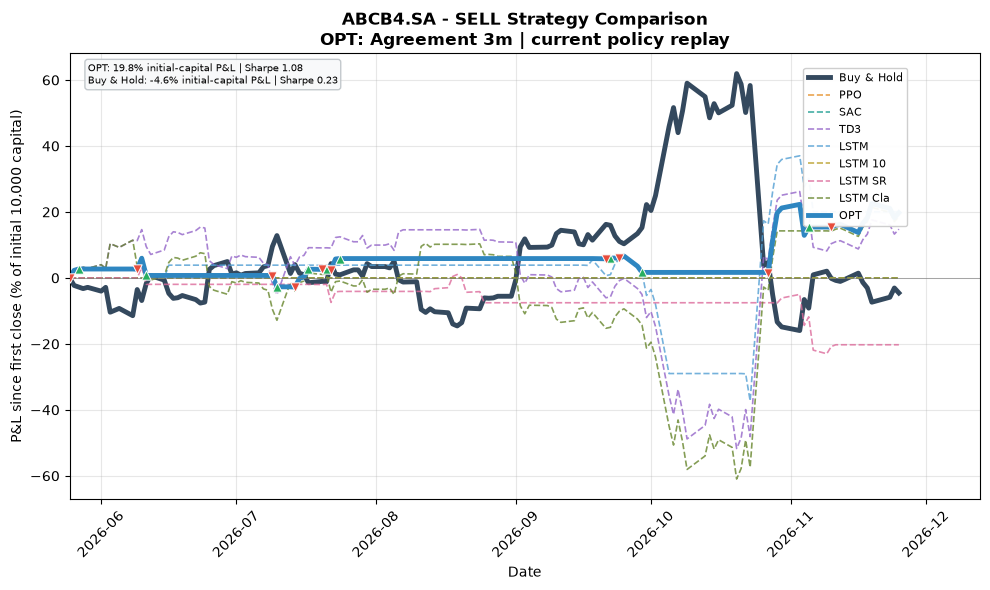 ABCB4.SA - SELL Strategy Comparison
OPT: Agreement 3m | current policy replay
OPT: 19.8% initial-capital P&L | Sharpe 1.08
Buy & Hold: -4.6% initial-capital P&L | Sharpe 0.23
Buy & Hold
PPO
SAC
TD3
LSTM
LSTM 10
LSTM SR
LSTM Cla
OPT
P&L since first close (% of initial 10,000 capital)
60
40
20
0
−20
−40
−60
2026-06
2026-07
2026-08
2026-09
2026-10
2026-11
2026-12
Date